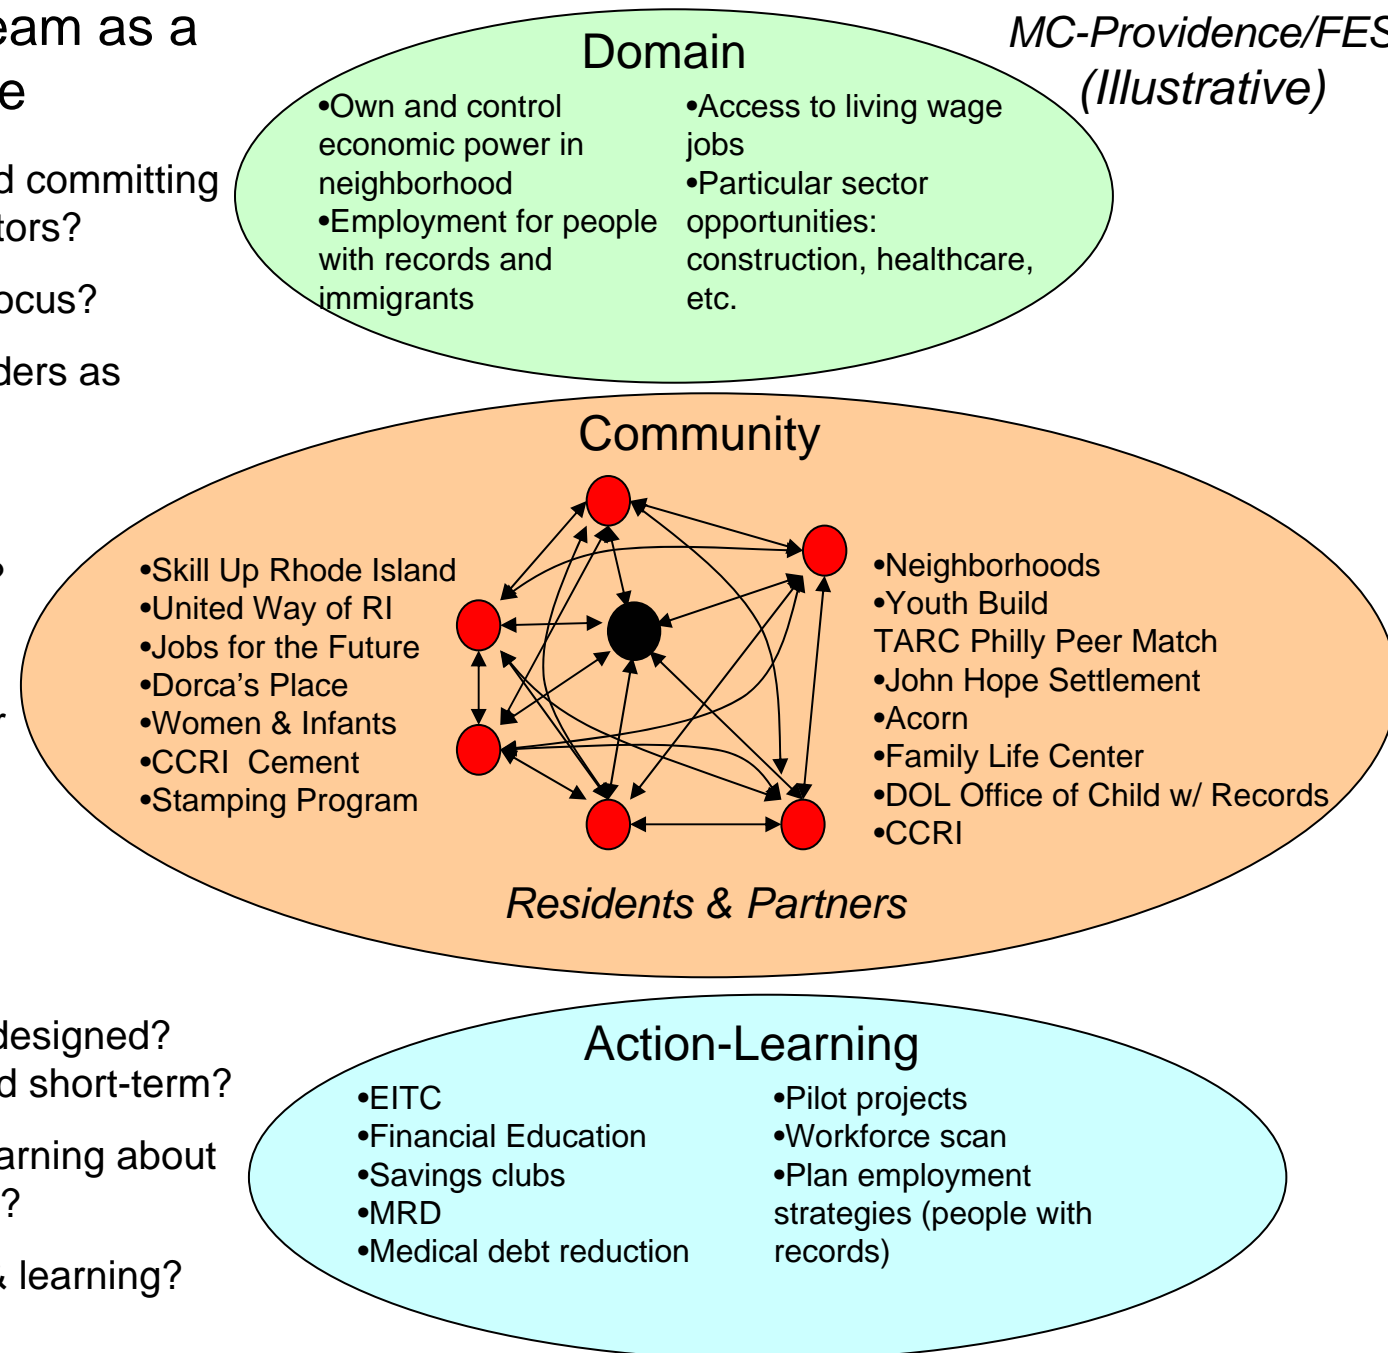 eam as a
e
d committing
tors?
ocus?
ders as
?
r
designed?
d short-term?
arning about
?
& learning?
MC-Providence/FES
(Illustrative)
Domain
•Own and control
economic power in
neighborhood
•Employment for people
with records and
immigrants
•Access to living wage
jobs
•Particular sector
opportunities:
construction, healthcare,
etc.
Community
•Skill Up Rhode Island
•United Way of RI
•Jobs for the Future
•Dorca's Place
•Women & Infants
•CCRI  Cement
•Stamping Program
•Neighborhoods
•Youth Build
TARC Philly Peer Match
•John Hope Settlement
•Acorn
•Family Life Center
•DOL Office of Child w/ Records
•CCRI
Residents & Partners
Action-Learning
•EITC
•Financial Education
•Savings clubs
•MRD
•Medical debt reduction
•Pilot projects
•Workforce scan
•Plan employment
strategies (people with
records)